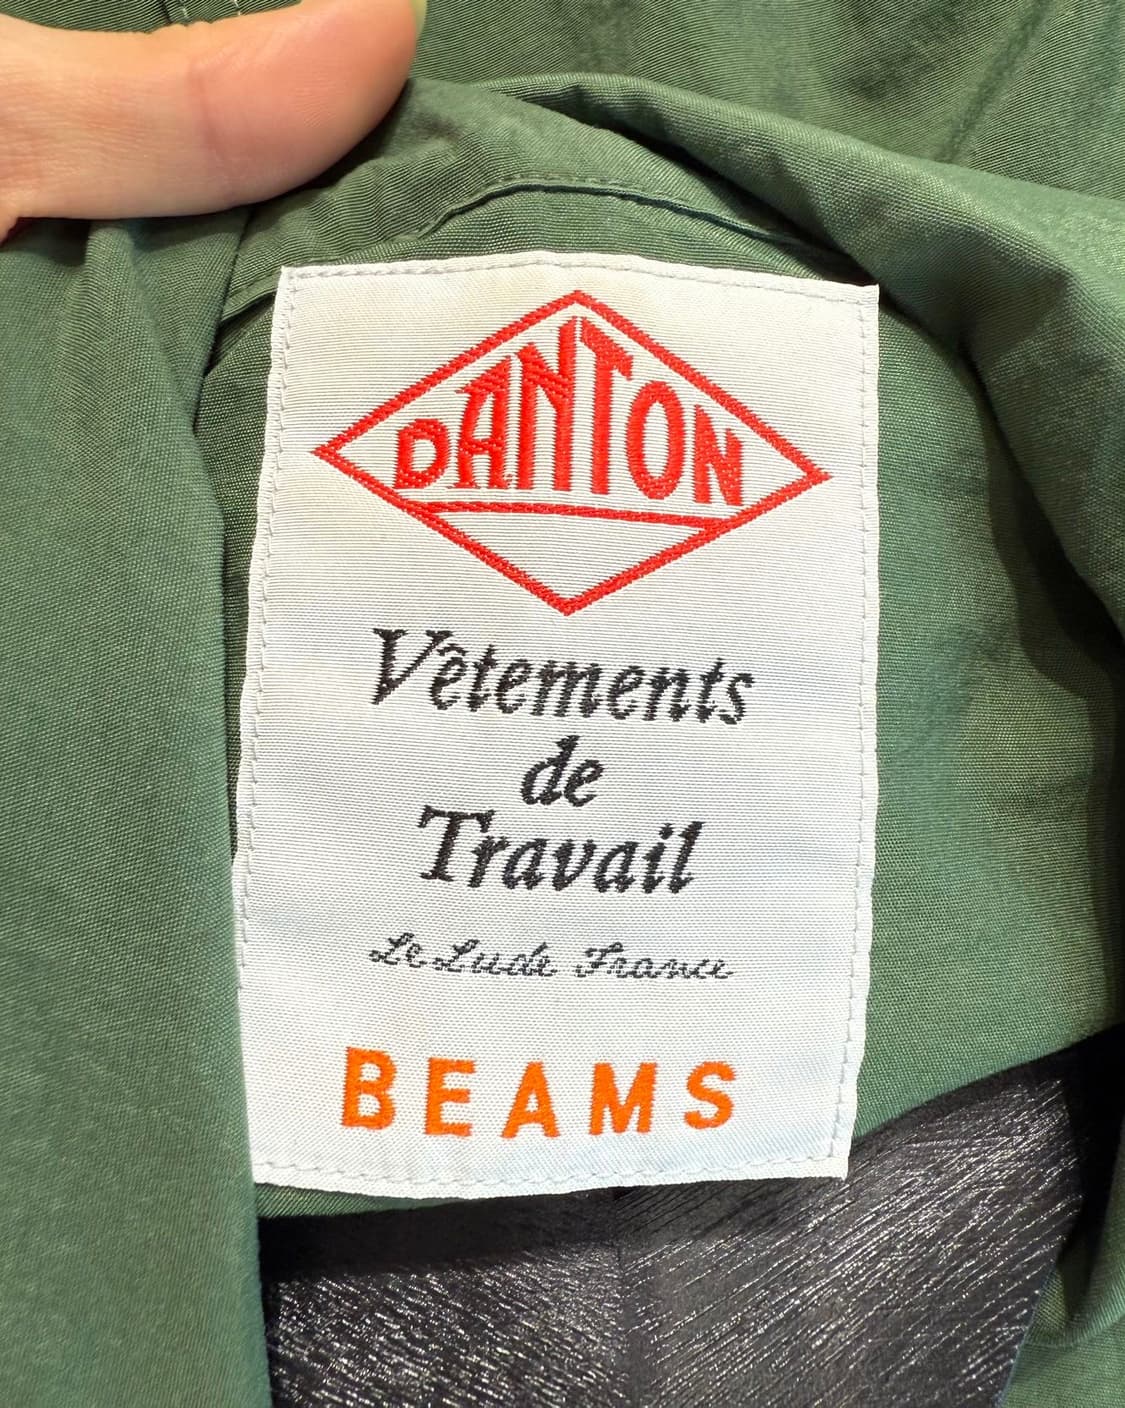 DANTON
Vêtements
de
Travail
Le Lude France
BEAMS